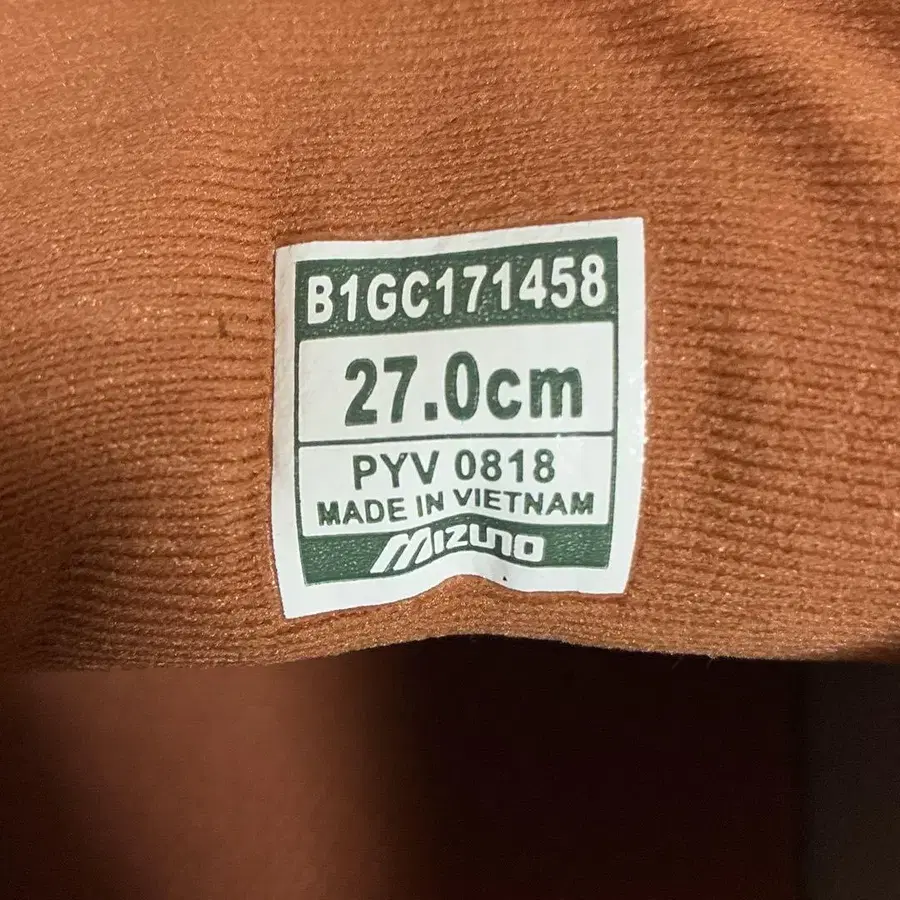 B1GC171458
27.0cm
PYV 0818
MADE IN VIETNAM
MIZUNO